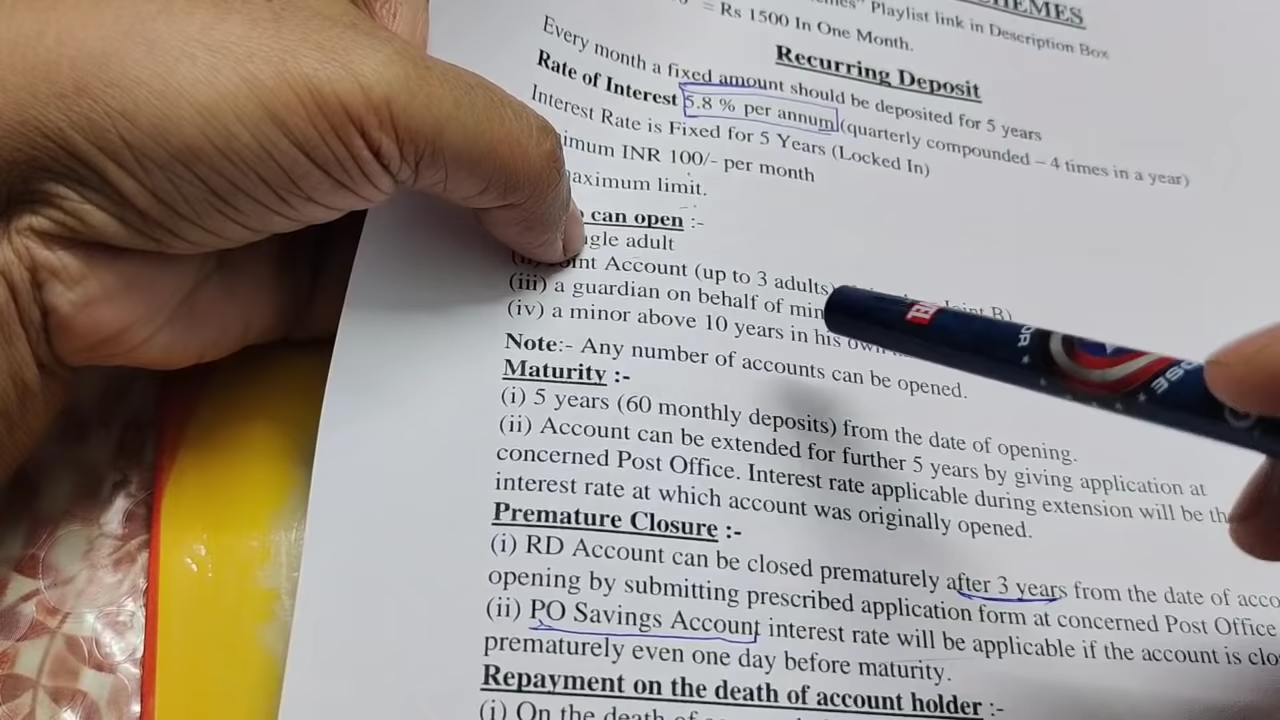 HEMES
emes" Playlist link in Description Box
= Rs 1500 In One Month.
Recurring Deposit
Every month a fixed amount should be deposited for 5 years
Rate of Interest 5.8 % per annum (quarterly compounded – 4 times in a year)
Interest Rate is Fixed for 5 Years (Locked In)
imum INR 100/- per month
aximum limit.
can open :-
gle adult
(ii) Joint Account (up to 3 adults) Joint B)
(iii) a guardian on behalf of min
(iv) a minor above 10 years in his own
Note:- Any number of accounts can be opened.
Maturity :-
(i) 5 years (60 monthly deposits) from the date of opening.
(ii) Account can be extended for further 5 years by giving application at
concerned Post Office. Interest rate applicable during extension will be th
interest rate at which account was originally opened.
Premature Closure :-
(i) RD Account can be closed prematurely after 3 years from the date of acco
opening by submitting prescribed application form at concerned Post Office
(ii) PO Savings Account interest rate will be applicable if the account is clo
prematurely even one day before maturity.
Repayment on the death of account holder :-
(i) On the death of